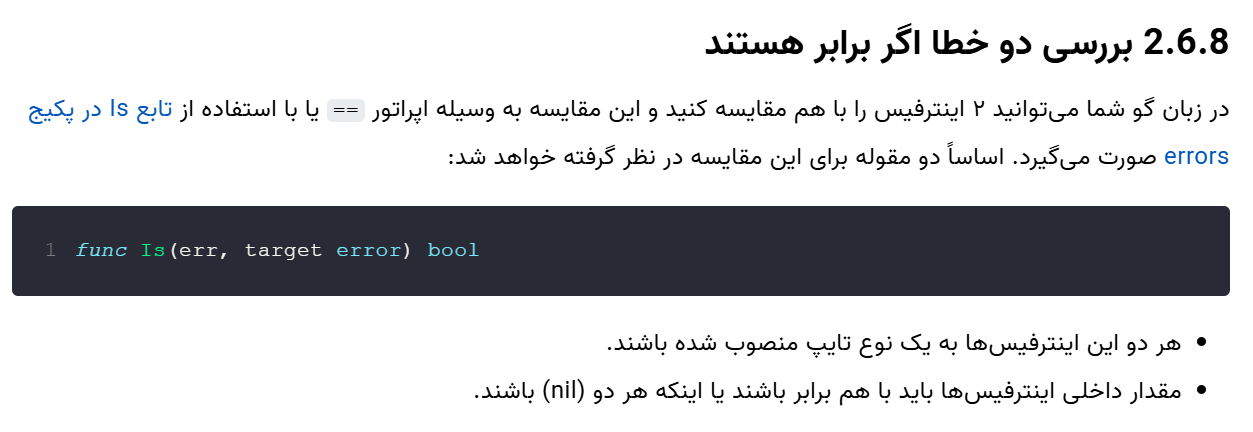 2.6.8 بررسی دو خطا اگر برابر هستند
در زبان گو شما می‌توانید ۲ اینترفیس را با هم مقایسه کنید و این مقایسه به وسیله اپراتور == یا با استفاده از تابع Is در پکیج
errors صورت می‌گیرد. اساساً دو مقوله برای این مقایسه در نظر گرفته خواهد شد:
1 func Is(err, target error) bool
• هر دو این اینترفیس‌ها به یک نوع تایپ منصوب شده باشند.
• مقدار داخلی اینترفیس‌ها باید با هم برابر باشند یا اینکه هر دو (nil) باشند.